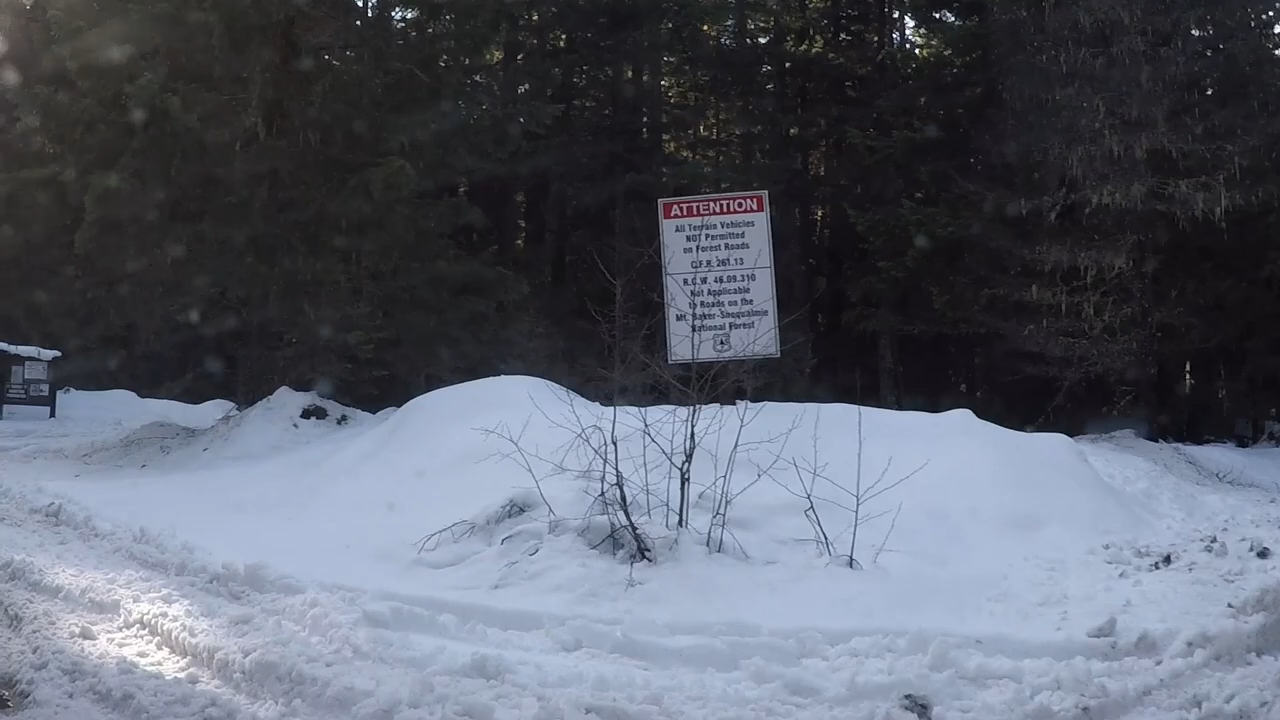 ATTENTION
All Terrain Vehicles
NOT Permitted
on Forest Roads
C.F.R. 261.13
R.C.W. 46.09.310
Not Applicable
to Roads on the
Mt. Baker-Snoqualmie
National Forest